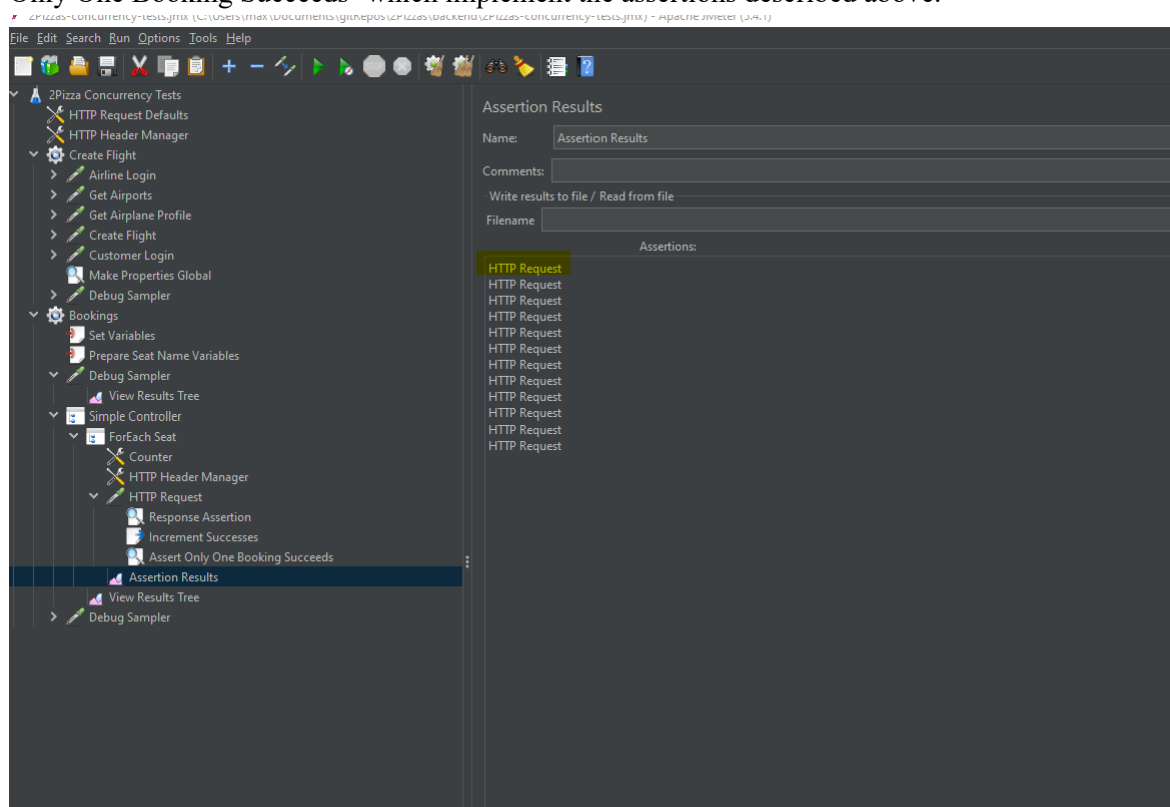 Only One Booking Succeeds" which implement the assertions described above.
2Pizzas-concurrency-tests.jmx (C:\Users\max\Documents\gitRepos\2Pizzas\backend\2Pizzas-concurrency-tests.jmx) - Apache JMeter (5.4.1)
File Edit Search Run Options Tools Help
2Pizza Concurrency Tests
HTTP Request Defaults
HTTP Header Manager
Create Flight
Airline Login
Get Airports
Get Airplane Profile
Create Flight
Customer Login
Make Properties Global
Debug Sampler
Bookings
Set Variables
Prepare Seat Name Variables
Debug Sampler
View Results Tree
Simple Controller
ForEach Seat
Counter
HTTP Header Manager
HTTP Request
Response Assertion
Increment Successes
Assert Only One Booking Succeeds
Assertion Results
View Results Tree
Debug Sampler
Assertion Results
Name: Assertion Results
Comments:
Write results to file / Read from file
Filename
Assertions:
HTTP Request
HTTP Request
HTTP Request
HTTP Request
HTTP Request
HTTP Request
HTTP Request
HTTP Request
HTTP Request
HTTP Request
HTTP Request
HTTP Request